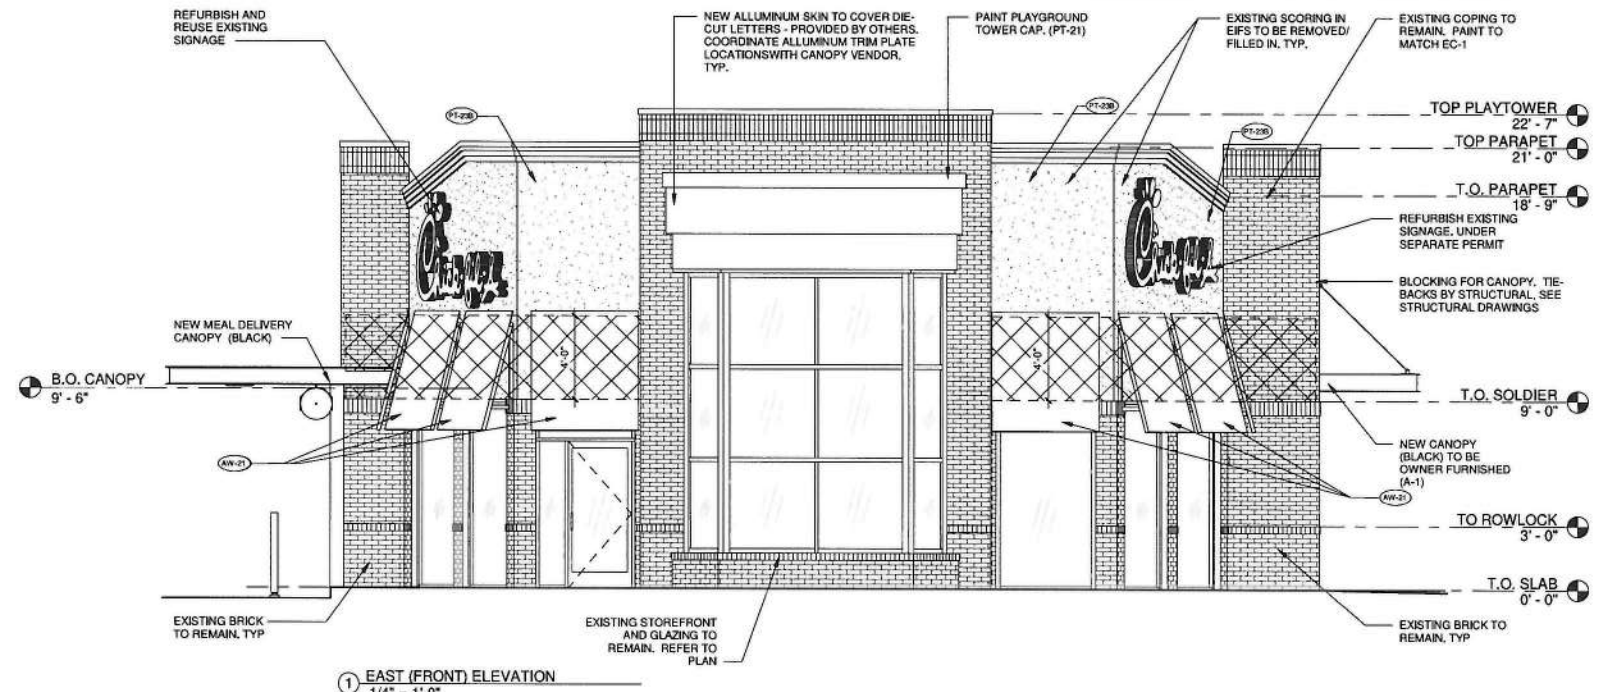 REFURBISH AND
REUSE EXISTING
SIGNAGE
NEW ALLUMINUM SKIN TO COVER DIE-
CUT LETTERS - PROVIDED BY OTHERS.
COORDINATE ALLUMINUM TRIM PLATE
LOCATIONSWITH CANOPY VENDOR,
TYP.
PAINT PLAYGROUND
TOWER CAP. (PT-21)
EXISTING SCORING IN
EIFS TO BE REMOVED/
FILLED IN. TYP.
EXISTING COPING TO
REMAIN. PAINT TO
MATCH EC-1
PT-23B
PT-23B
PT-23B
TOP PLAYTOWER
22' - 7"
TOP PARAPET
21' - 0"
T.O. PARAPET
18' - 9"
REFURBISH EXISTING
SIGNAGE. UNDER
SEPARATE PERMIT
BLOCKING FOR CANOPY. TIE-
BACKS BY STRUCTURAL, SEE
STRUCTURAL DRAWINGS
NEW MEAL DELIVERY
CANOPY (BLACK)
4'-0"
4'-0"
B.O. CANOPY
9' - 6"
T.O. SOLDIER
9' - 0"
NEW CANOPY
(BLACK) TO BE
OWNER FURNISHED
(A-1)
AW-21
AW-21
TO ROWLOCK
3' - 0"
T.O. SLAB
0' - 0"
EXISTING BRICK
TO REMAIN, TYP
EXISTING STOREFRONT
AND GLAZING TO
REMAIN. REFER TO
PLAN
EXISTING BRICK TO
REMAIN, TYP
1 EAST (FRONT) ELEVATION
1/4" = 1'-0"